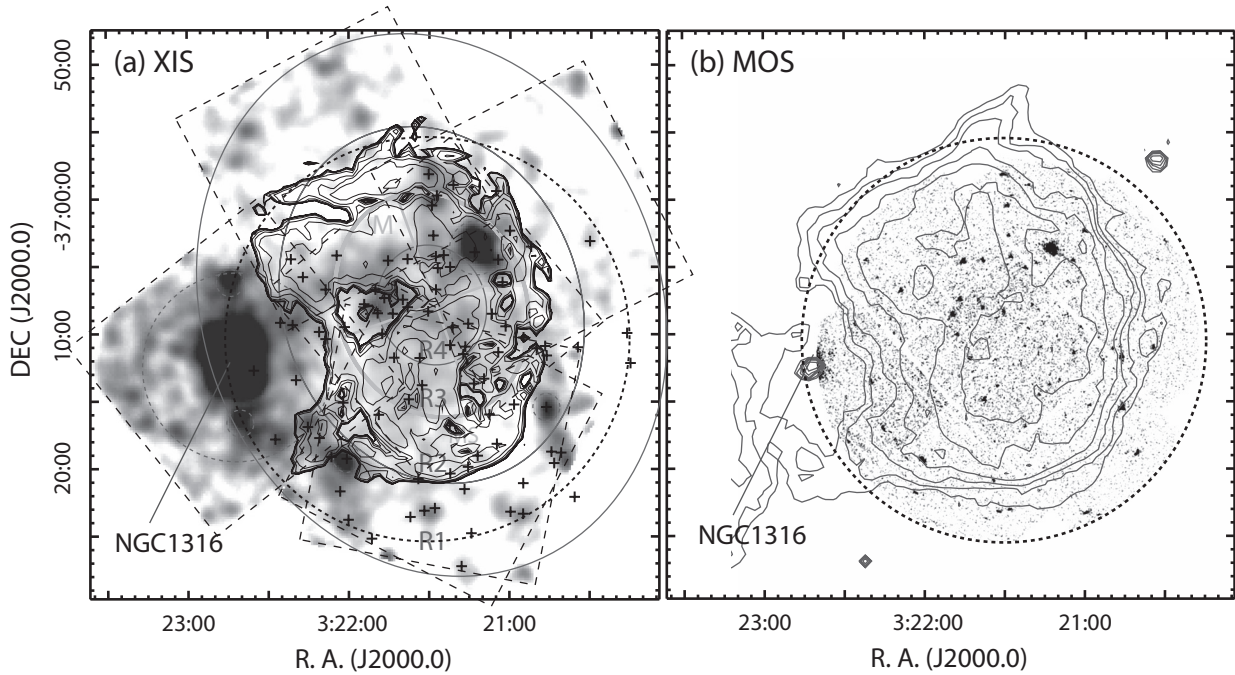 (a) XIS
(b) MOS
50:00
-37:00:00
10:00
20:00
DEC (J2000.0)
M
R4
R3
R2
R1
NGC1316
NGC1316
23:00
3:22:00
21:00
23:00
3:22:00
21:00
R. A. (J2000.0)
R. A. (J2000.0)